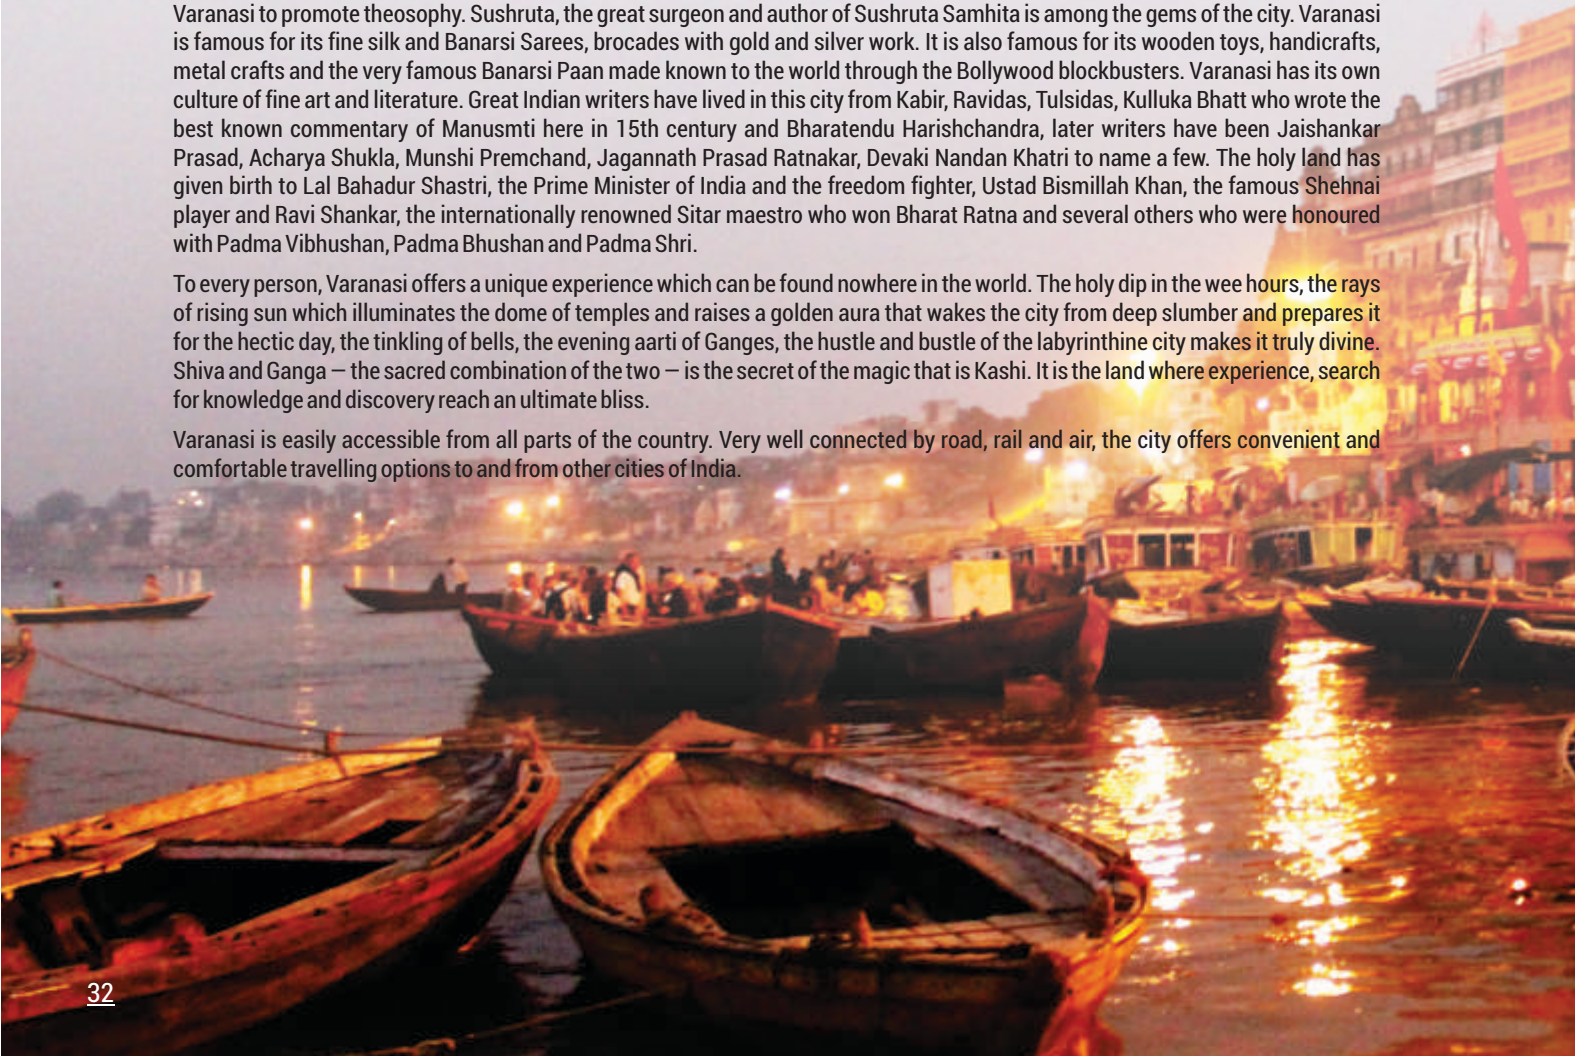 Varanasi to promote theosophy. Sushruta, the great surgeon and author of Sushruta Samhita is among the gems of the city. Varanasi
is famous for its fine silk and Banarsi Sarees, brocades with gold and silver work. It is also famous for its wooden toys, handicrafts,
metal crafts and the very famous Banarsi Paan made known to the world through the Bollywood blockbusters. Varanasi has its own
culture of fine art and literature. Great Indian writers have lived in this city from Kabir, Ravidas, Tulsidas, Kulluka Bhatt who wrote the
best known commentary of Manusmti here in 15th century and Bharatendu Harishchandra, later writers have been Jaishankar
Prasad, Acharya Shukla, Munshi Premchand, Jagannath Prasad Ratnakar, Devaki Nandan Khatri to name a few. The holy land has
given birth to Lal Bahadur Shastri, the Prime Minister of India and the freedom fighter, Ustad Bismillah Khan, the famous Shehnai
player and Ravi Shankar, the internationally renowned Sitar maestro who won Bharat Ratna and several others who were honoured
with Padma Vibhushan, Padma Bhushan and Padma Shri.
To every person, Varanasi offers a unique experience which can be found nowhere in the world. The holy dip in the wee hours, the rays
of rising sun which illuminates the dome of temples and raises a golden aura that wakes the city from deep slumber and prepares it
for the hectic day, the tinkling of bells, the evening aarti of Ganges, the hustle and bustle of the labyrinthine city makes it truly divine.
Shiva and Ganga – the sacred combination of the two – is the secret of the magic that is Kashi. It is the land where experience, search
for knowledge and discovery reach an ultimate bliss.
Varanasi is easily accessible from all parts of the country. Very well connected by road, rail and air, the city offers convenient and
comfortable travelling options to and from other cities of India.
32